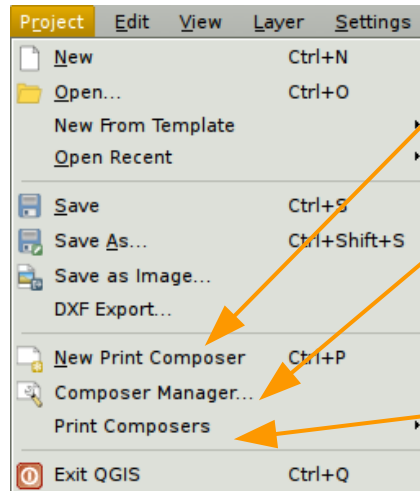 Project Edit View Layer Settings
New Ctrl+N
Open... Ctrl+O
New From Template
Open Recent
Save Ctrl+S
Save As... Ctrl+Shift+S
Save as Image...
DXF Export...
New Print Composer Ctrl+P
Composer Manager...
Print Composers
Exit QGIS Ctrl+Q